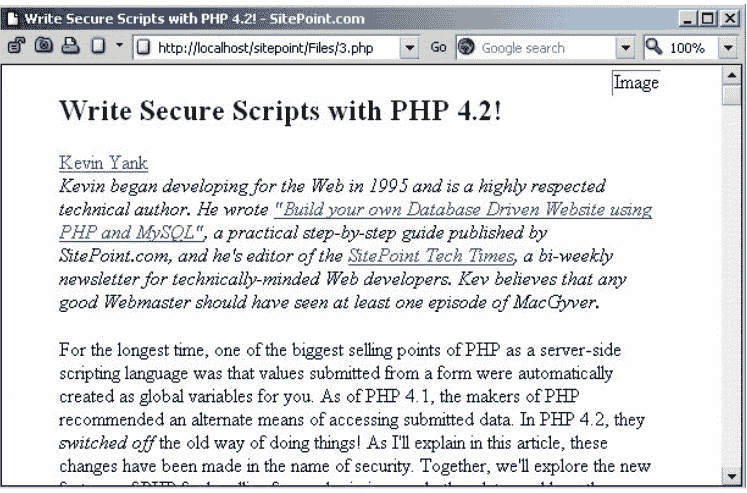 Write Secure Scripts with PHP 4.2! - SitePoint.com
http://localhost/sitepoint/Files/3.php Go Google search 100%
Image
Write Secure Scripts with PHP 4.2!
Kevin Yank
Kevin began developing for the Web in 1995 and is a highly respected
technical author. He wrote "Build your own Database Driven Website using
PHP and MySQL", a practical step-by-step guide published by
SitePoint.com, and he's editor of the SitePoint Tech Times, a bi-weekly
newsletter for technically-minded Web developers. Kev believes that any
good Webmaster should have seen at least one episode of MacGyver.
For the longest time, one of the biggest selling points of PHP as a server-side
scripting language was that values submitted from a form were automatically
created as global variables for you. As of PHP 4.1, the makers of PHP
recommended an alternate means of accessing submitted data. In PHP 4.2, they
switched off the old way of doing things! As I'll explain in this article, these
changes have been made in the name of security. Together, we'll explore the new